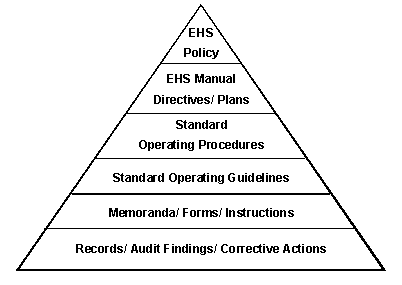 EHS
Policy
EHS Manual
Directives/ Plans
Standard
Operating Procedures
Standard Operating Guidelines
Memoranda/ Forms/ Instructions
Records/ Audit Findings/ Corrective Actions